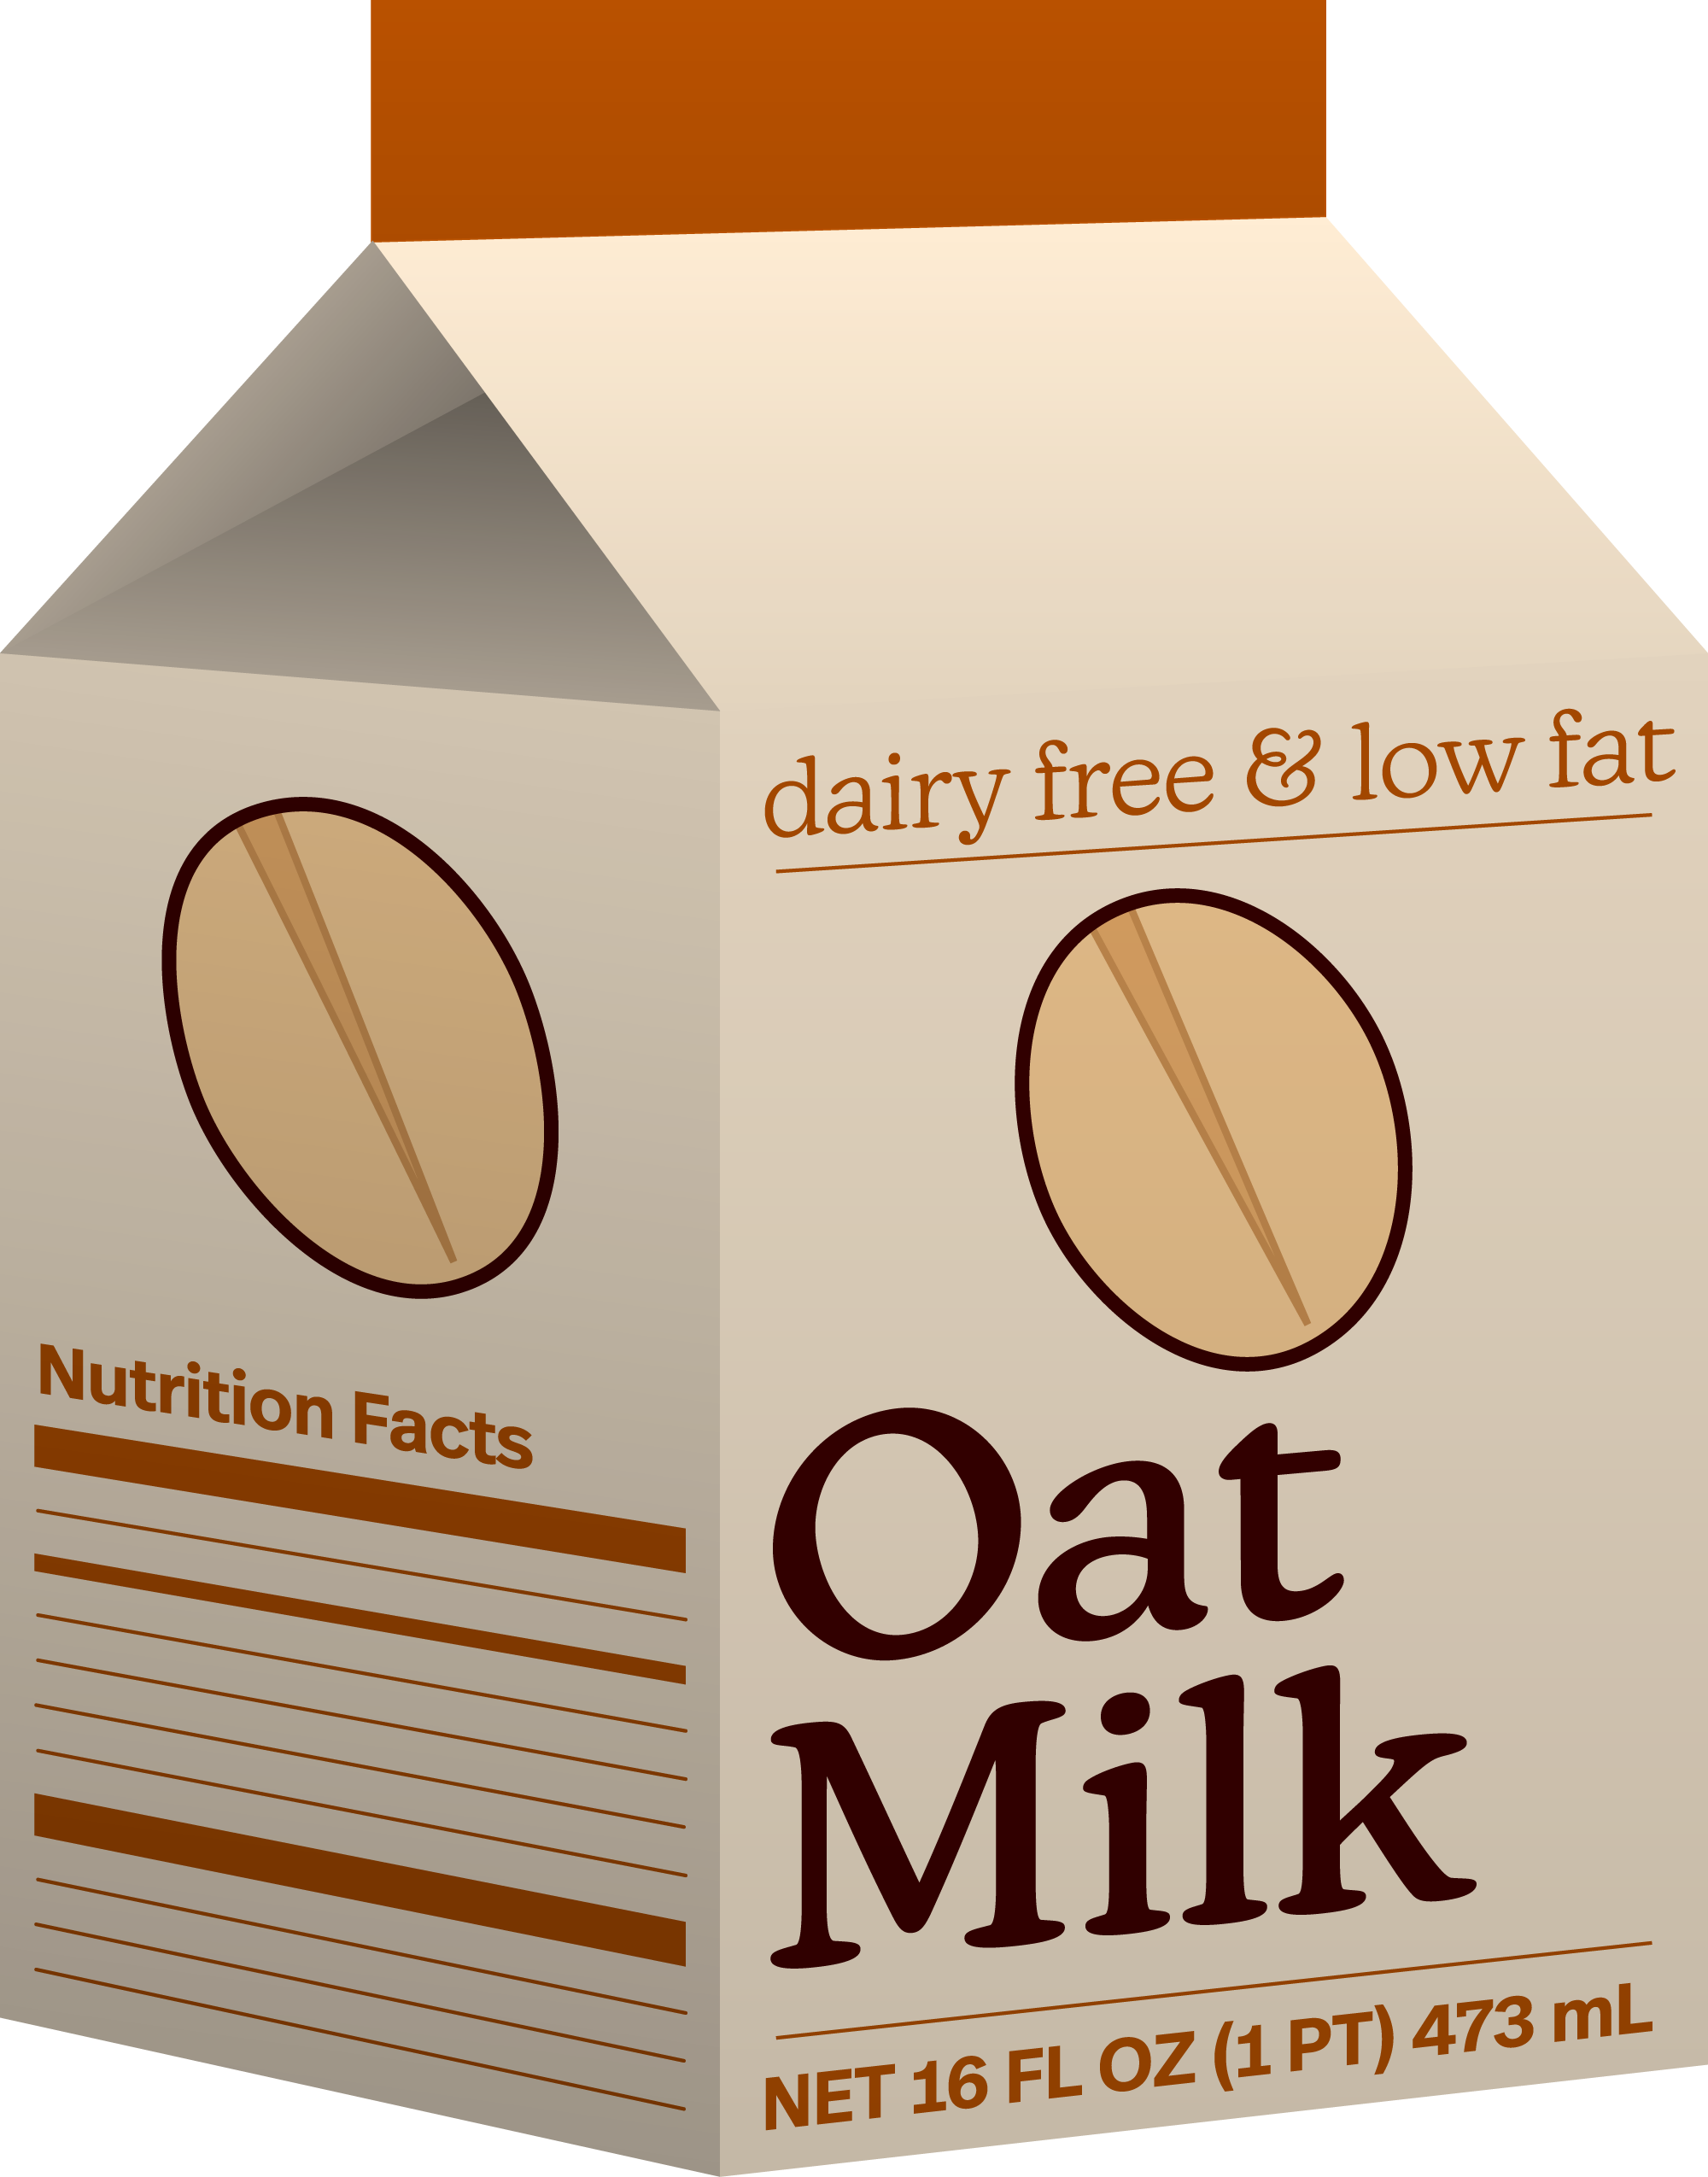 dairy free & low fat
Oat
Milk
NET 16 FL OZ (1 PT) 473 mL
Nutrition Facts